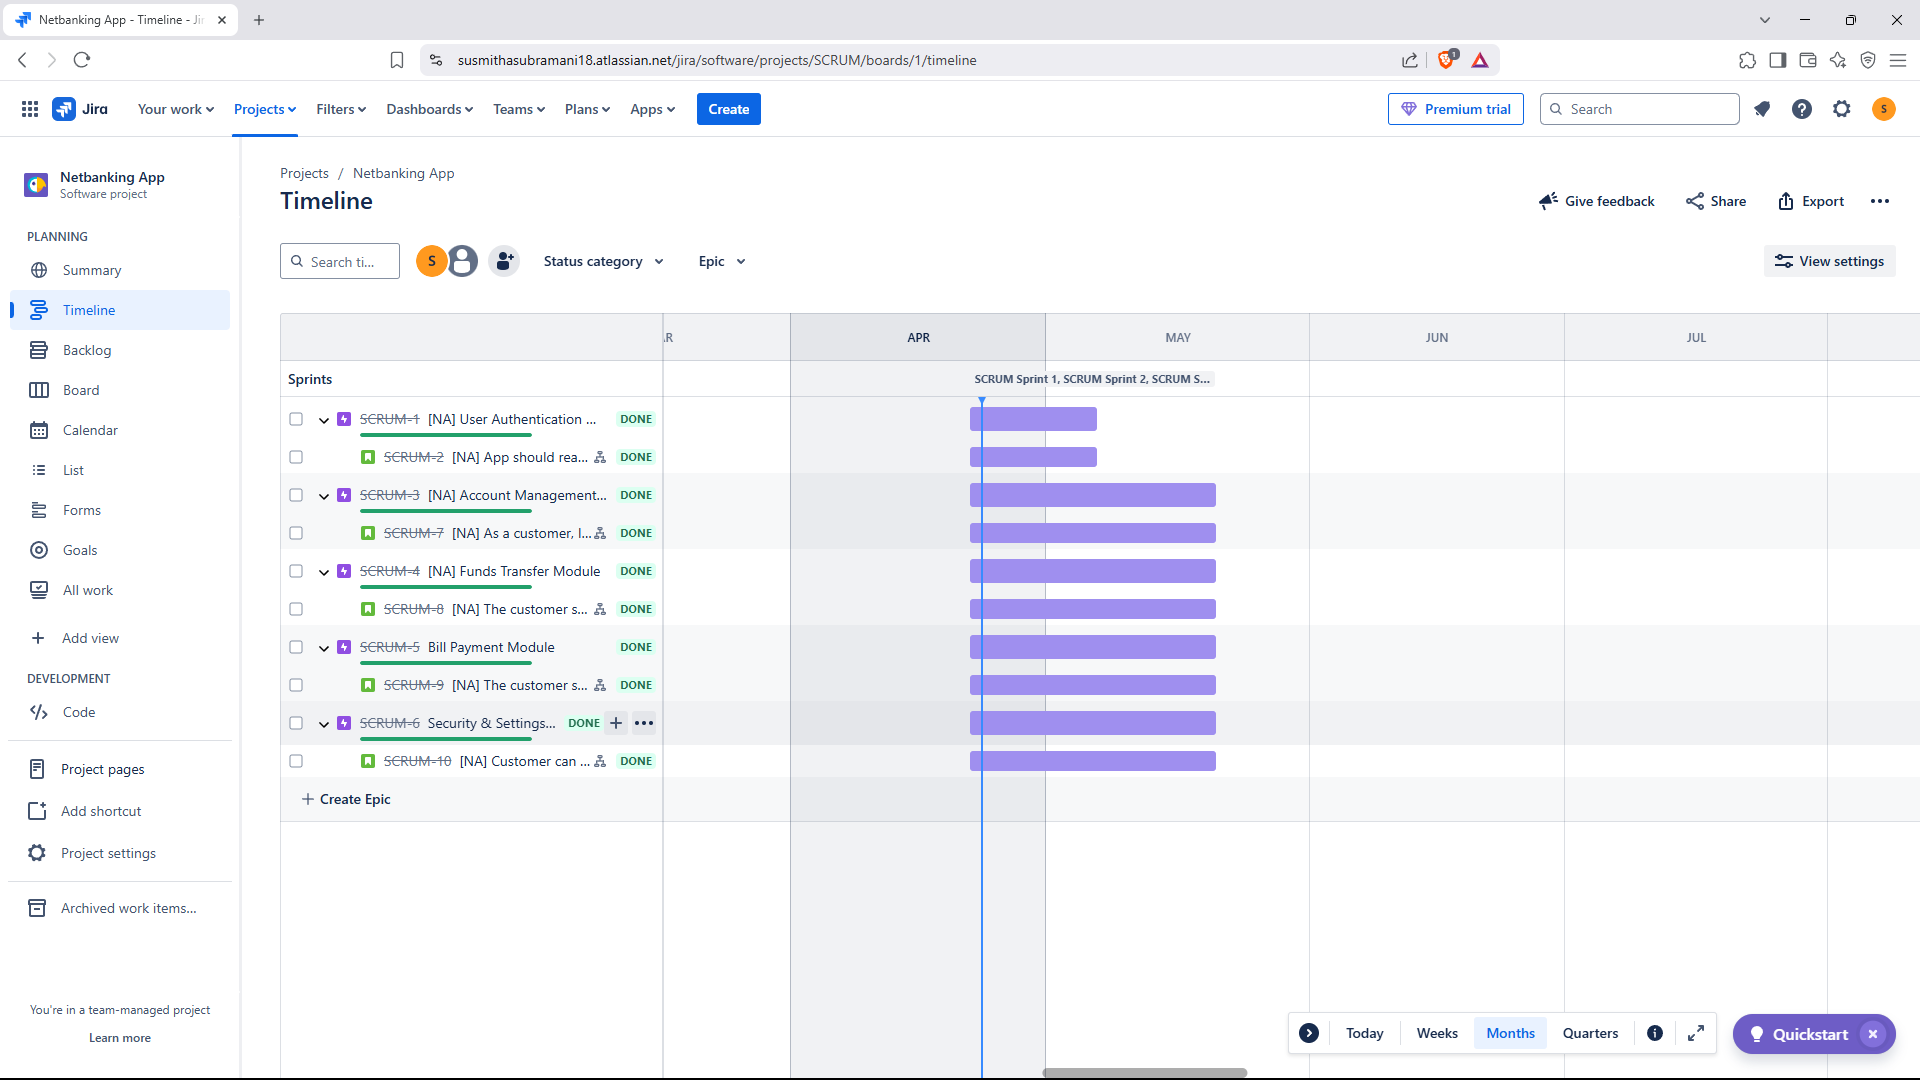 Netbanking App - Timeline - Ji
susmithasubramani18.atlassian.net/jira/software/projects/SCRUM/boards/1/timeline
1
Jira
Your work
Projects
Filters
Dashboards
Teams
Plans
Apps
Create
Premium trial
Search
S
Netbanking App
Software project
PLANNING
Summary
Timeline
Backlog
Board
Calendar
List
Forms
Goals
All work
Add view
DEVELOPMENT
Code
Project pages
Add shortcut
Project settings
Archived work items...
You're in a team-managed project
Learn more
Projects / Netbanking App
Timeline
Give feedback
Share
Export
Search ti...
S
Status category
Epic
View settings
AR
APR
MAY
JUN
JUL
Sprints
SCRUM Sprint 1, SCRUM Sprint 2, SCRUM S...
SCRUM-1 [NA] User Authentication ... DONE
SCRUM-2 [NA] App should rea... DONE
SCRUM-3 [NA] Account Management... DONE
SCRUM-7 [NA] As a customer, I... DONE
SCRUM-4 [NA] Funds Transfer Module DONE
SCRUM-8 [NA] The customer s... DONE
SCRUM-5 Bill Payment Module DONE
SCRUM-9 [NA] The customer s... DONE
SCRUM-6 Security & Settings... DONE
SCRUM-10 [NA] Customer can ... DONE
Create Epic
Today
Weeks
Months
Quarters
Quickstart